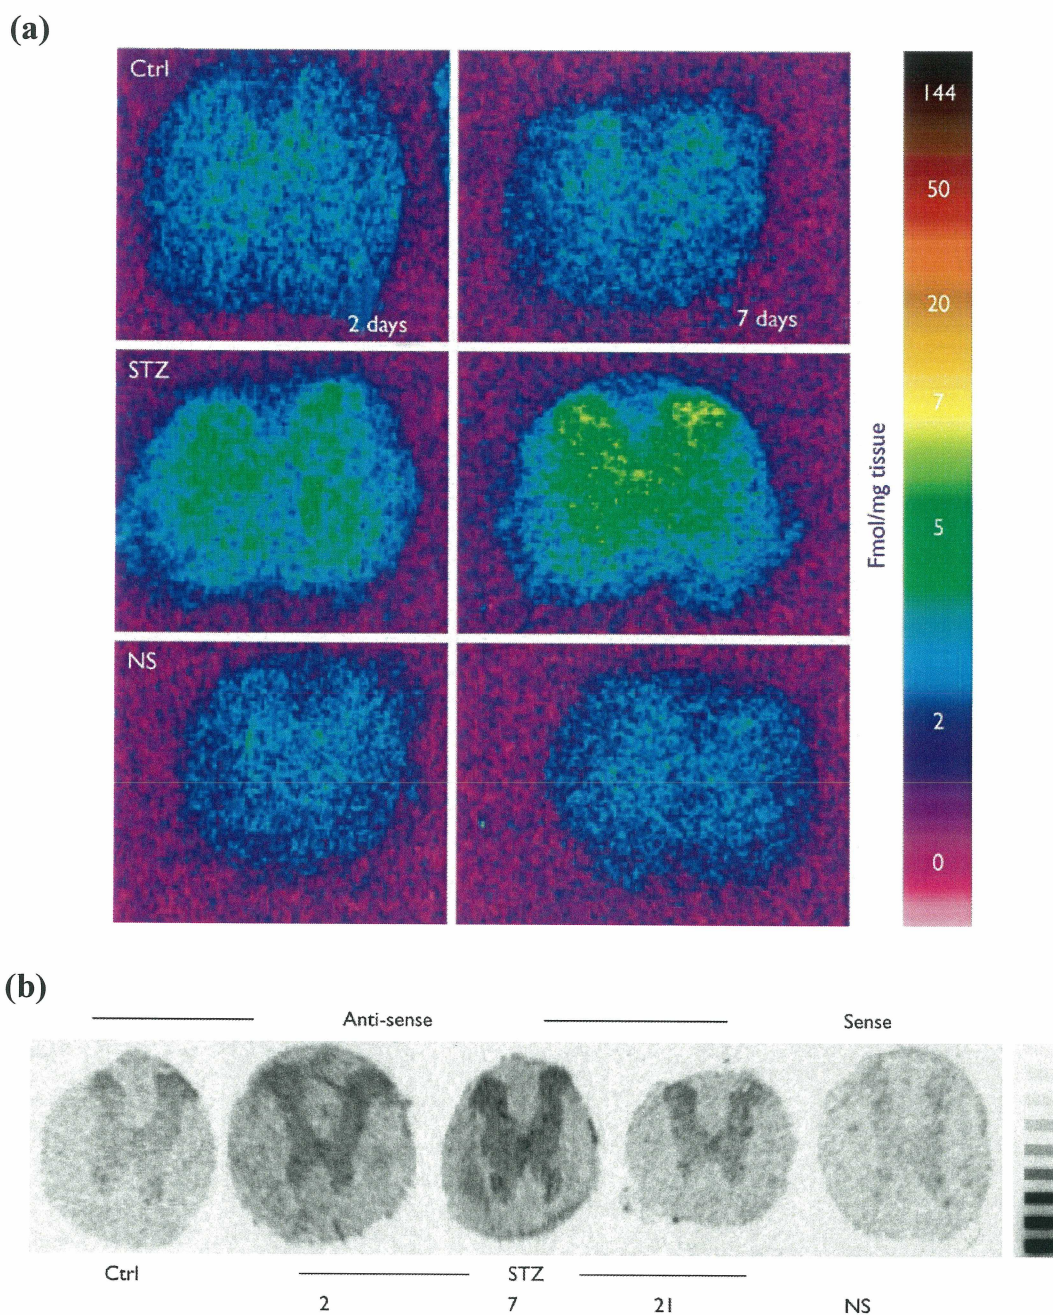 (a)
Ctrl
2 days
7 days
STZ
NS
144
50
20
7
5
2
0
Fmol/mg tissue
(b)
Anti-sense
Sense
Ctrl
STZ
2
7
21
NS